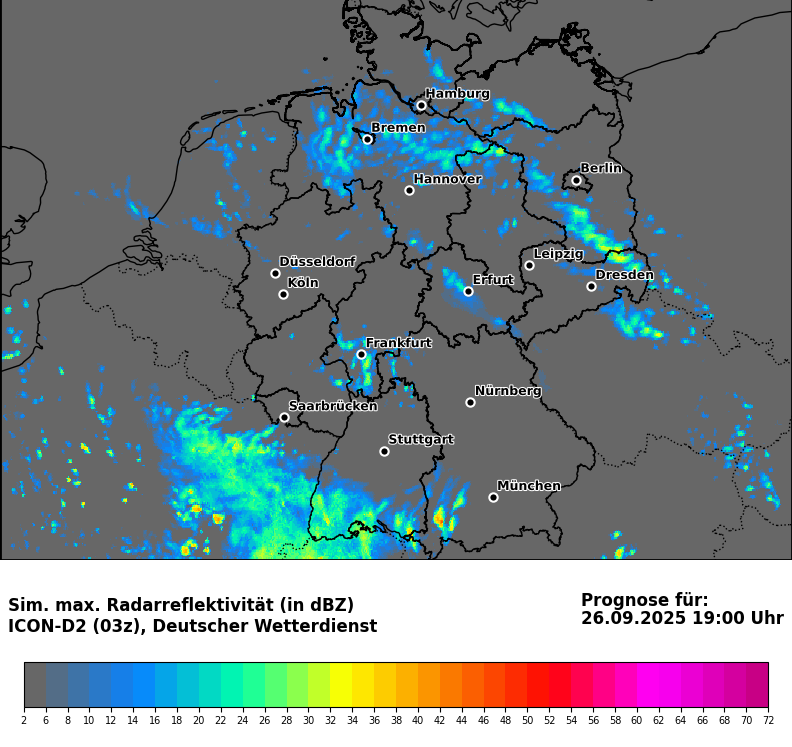 Hamburg
Bremen
Berlin
Hannover
Leipzig
Düsseldorf
Dresden
Köln
Erfurt
Frankfurt
Nürnberg
Saarbrücken
Stuttgart
München
Sim. max. Radarreflektivität (in dBZ)
ICON-D2 (03z), Deutscher Wetterdienst
Prognose für:
26.09.2025 19:00 Uhr
2 6 8 10 12 14 16 18 20 22 24 26 28 30 32 34 36 38 40 42 44 46 48 50 52 54 56 58 60 62 64 66 68 70 72